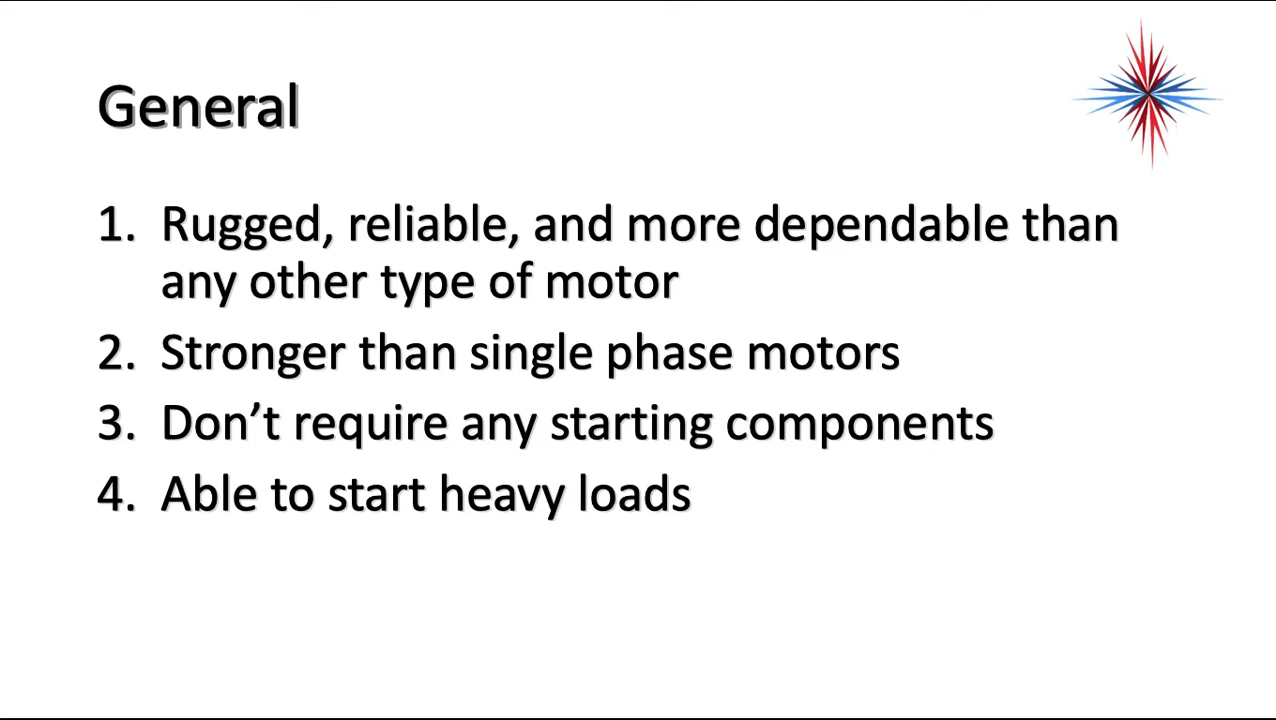 General
1. Rugged, reliable, and more dependable than
any other type of motor
2. Stronger than single phase motors
3. Don’t require any starting components
4. Able to start heavy loads